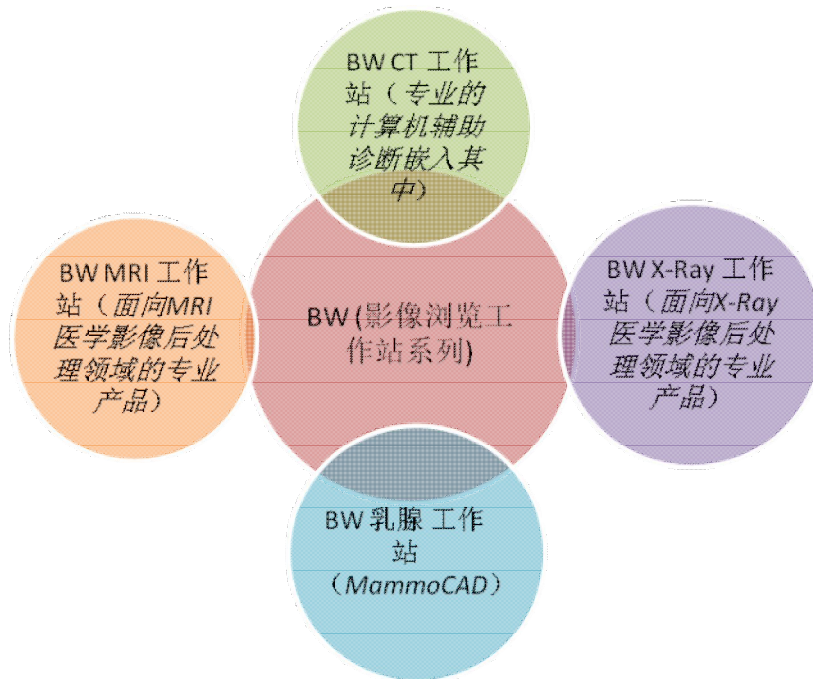 BW CT 工作
站（专业的
计算机辅助
诊断嵌入其
中）
BW MRI 工作
站（面向MRI
医学影像后处
理领域的专业
产品）
BW (影像浏览工
作站系列)
BW X-Ray 工作
站（面向X-Ray
医学影像后处
理领域的专业
产品）
BW 乳腺 工作
站
（MammoCAD）